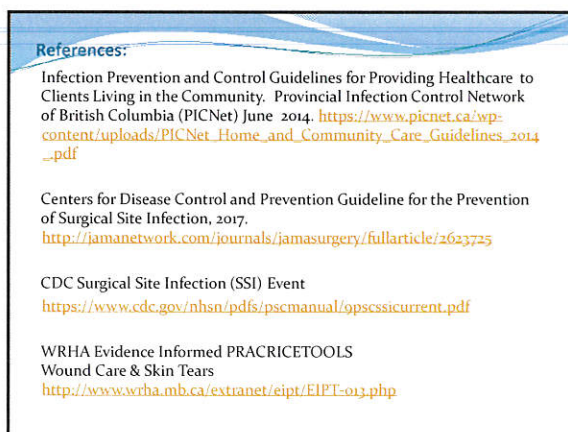 References:
Infection Prevention and Control Guidelines for Providing Healthcare to
Clients Living in the Community. Provincial Infection Control Network
of British Columbia (PICNet) June 2014. https://www.picnet.ca/wp-
content/uploads/PICNet_Home_and_Community_Care_Guidelines_2014
_.pdf
Centers for Disease Control and Prevention Guideline for the Prevention
of Surgical Site Infection, 2017.
http://jamanetwork.com/journals/jamasurgery/fullarticle/2623725
CDC Surgical Site Infection (SSI) Event
https://www.cdc.gov/nhsn/pdfs/pscmanual/9pscssicurrent.pdf
WRHA Evidence Informed PRACRICETOOLS
Wound Care & Skin Tears
http://www.wrha.mb.ca/extranet/eipt/EIPT-013.php